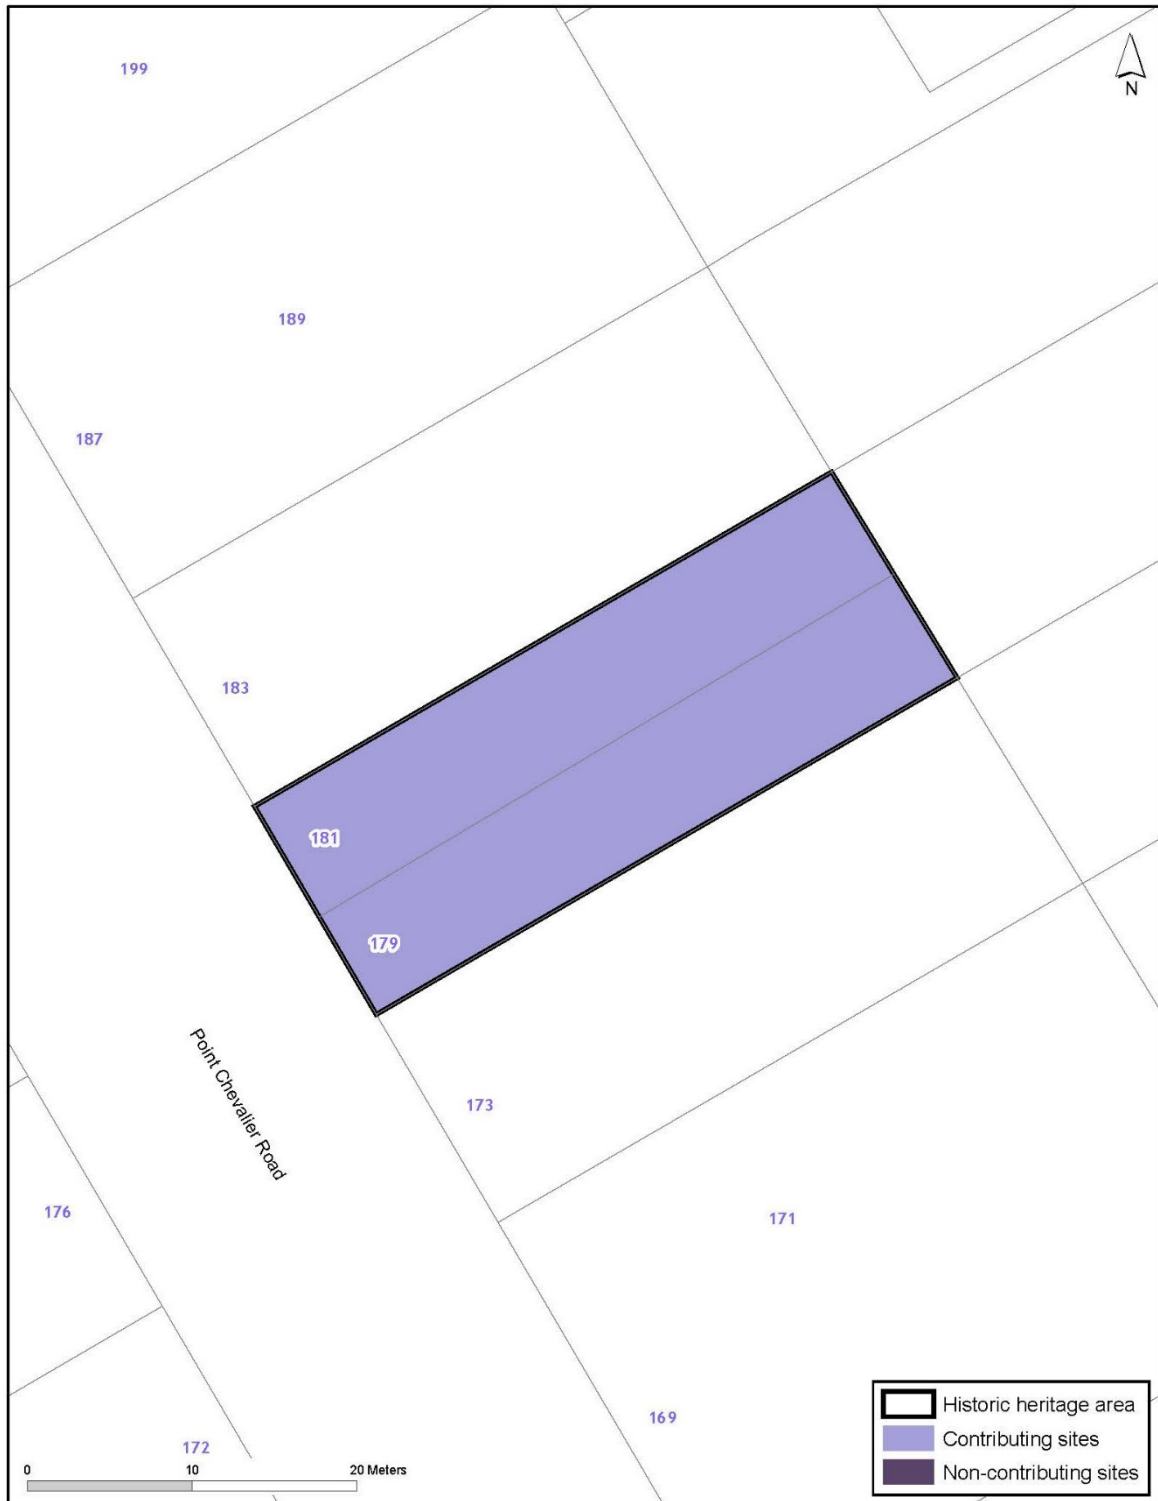 199
N
189
187
183
181
179
Point Chevalier Road
173
176
171
169
172
0 10 20 Meters
Historic heritage area
Contributing sites
Non-contributing sites